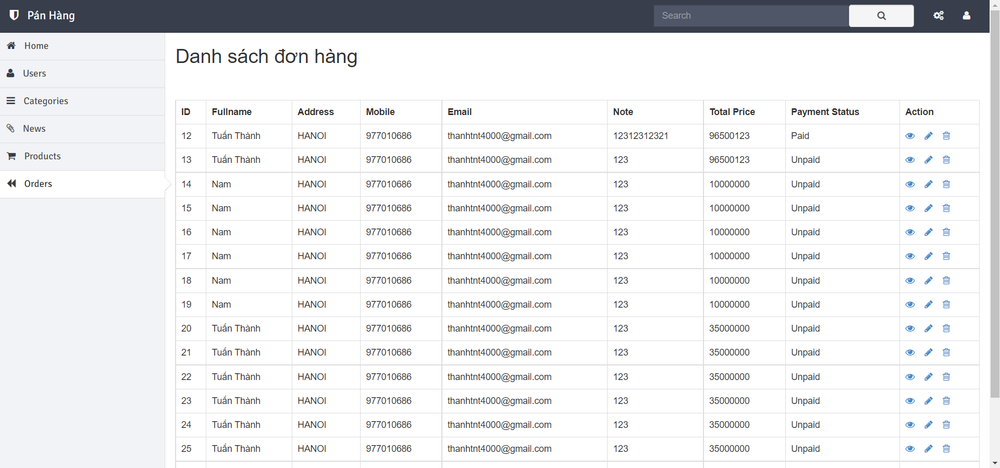 Pán Hàng
Search
Home
Users
Categories
News
Products
Orders
Danh sách đơn hàng
ID Fullname Address Mobile Email Note Total Price Payment Status Action
12 Tuấn Thành HANOI 977010686 thanhtnt4000@gmail.com 12312312321 96500123 Paid
13 Tuấn Thành HANOI 977010686 thanhtnt4000@gmail.com 123 96500123 Unpaid
14 Nam HANOI 977010686 thanhtnt4000@gmail.com 123 10000000 Unpaid
15 Nam HANOI 977010686 thanhtnt4000@gmail.com 123 10000000 Unpaid
16 Nam HANOI 977010686 thanhtnt4000@gmail.com 123 10000000 Unpaid
17 Nam HANOI 977010686 thanhtnt4000@gmail.com 123 10000000 Unpaid
18 Nam HANOI 977010686 thanhtnt4000@gmail.com 123 10000000 Unpaid
19 Nam HANOI 977010686 thanhtnt4000@gmail.com 123 10000000 Unpaid
20 Tuấn Thành HANOI 977010686 thanhtnt4000@gmail.com 123 35000000 Unpaid
21 Tuấn Thành HANOI 977010686 thanhtnt4000@gmail.com 123 35000000 Unpaid
22 Tuấn Thành HANOI 977010686 thanhtnt4000@gmail.com 123 35000000 Unpaid
23 Tuấn Thành HANOI 977010686 thanhtnt4000@gmail.com 123 35000000 Unpaid
24 Tuấn Thành HANOI 977010686 thanhtnt4000@gmail.com 123 35000000 Unpaid
25 Tuấn Thành HANOI 977010686 thanhtnt4000@gmail.com 123 35000000 Unpaid